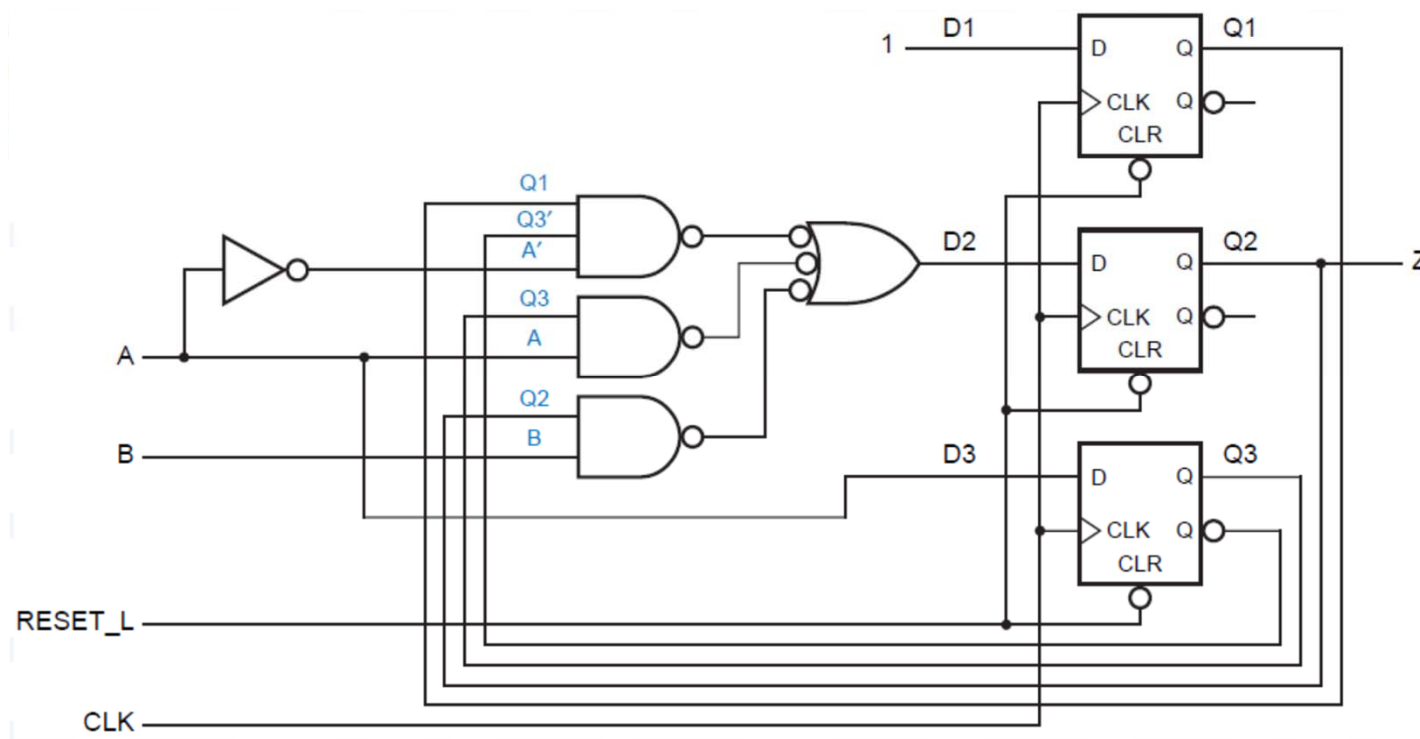 1 D1 D Q Q1
CLK Q
CLR
Q1
Q3′
A′
D2 D Q Q2 Z
CLK Q
CLR
Q3
A
A
Q2
B
B
D3 D Q Q3
CLK Q
CLR
RESET_L
CLK